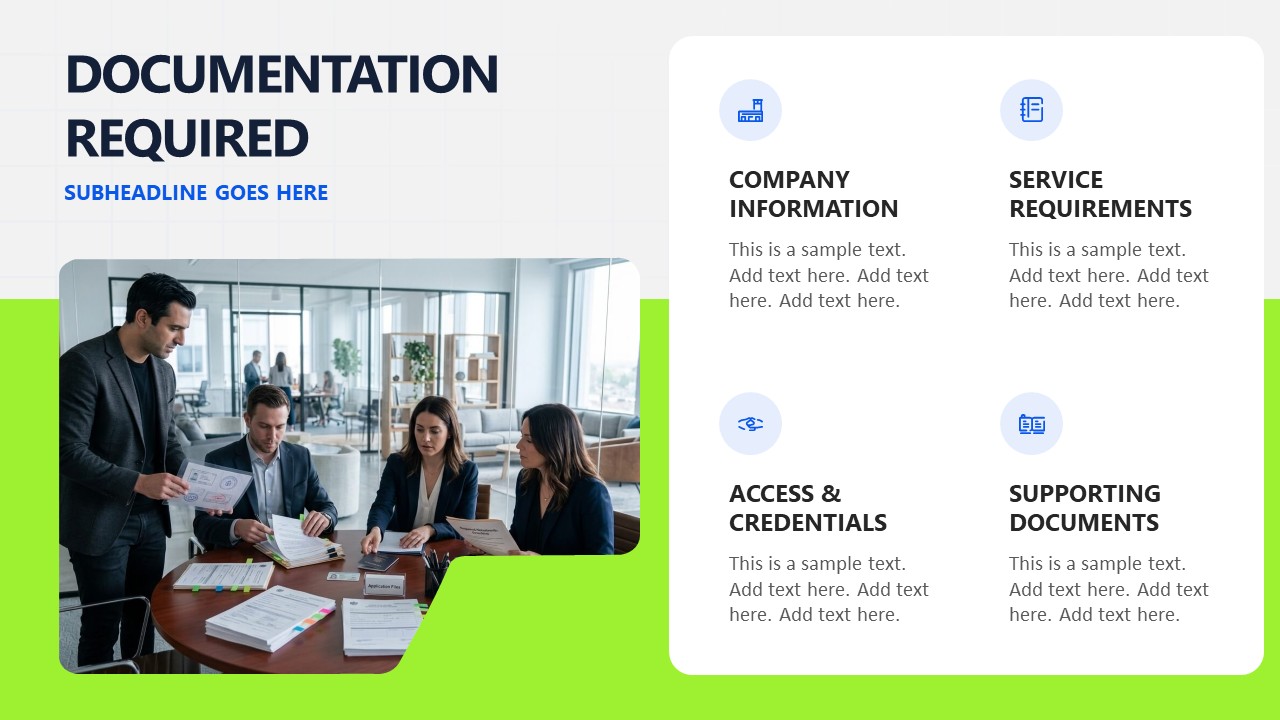 DOCUMENTATION
REQUIRED
SUBHEADLINE GOES HERE
COMPANY
INFORMATION
This is a sample text.
Add text here. Add text
here. Add text here.
SERVICE
REQUIREMENTS
This is a sample text.
Add text here. Add text
here. Add text here.
ACCESS &
CREDENTIALS
This is a sample text.
Add text here. Add text
here. Add text here.
SUPPORTING
DOCUMENTS
This is a sample text.
Add text here. Add text
here. Add text here.